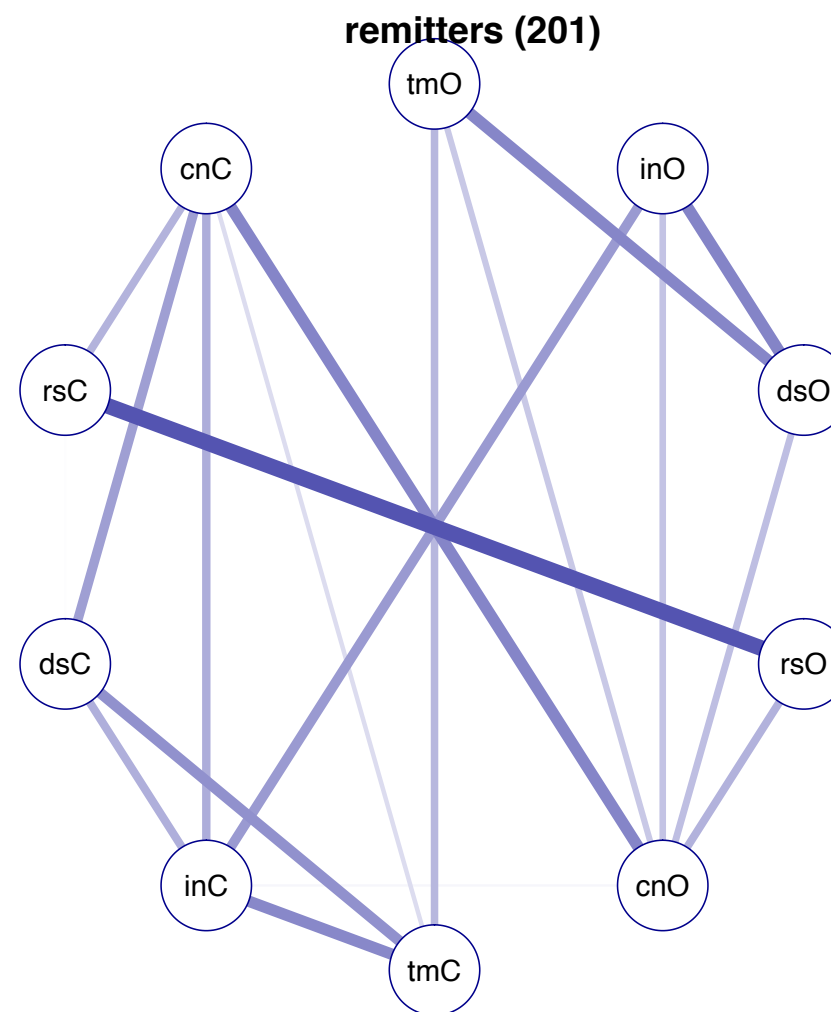 remitters (201)
tmO
cnC
inO
rsC
dsO
dsC
rsO
inC
cnO
tmC